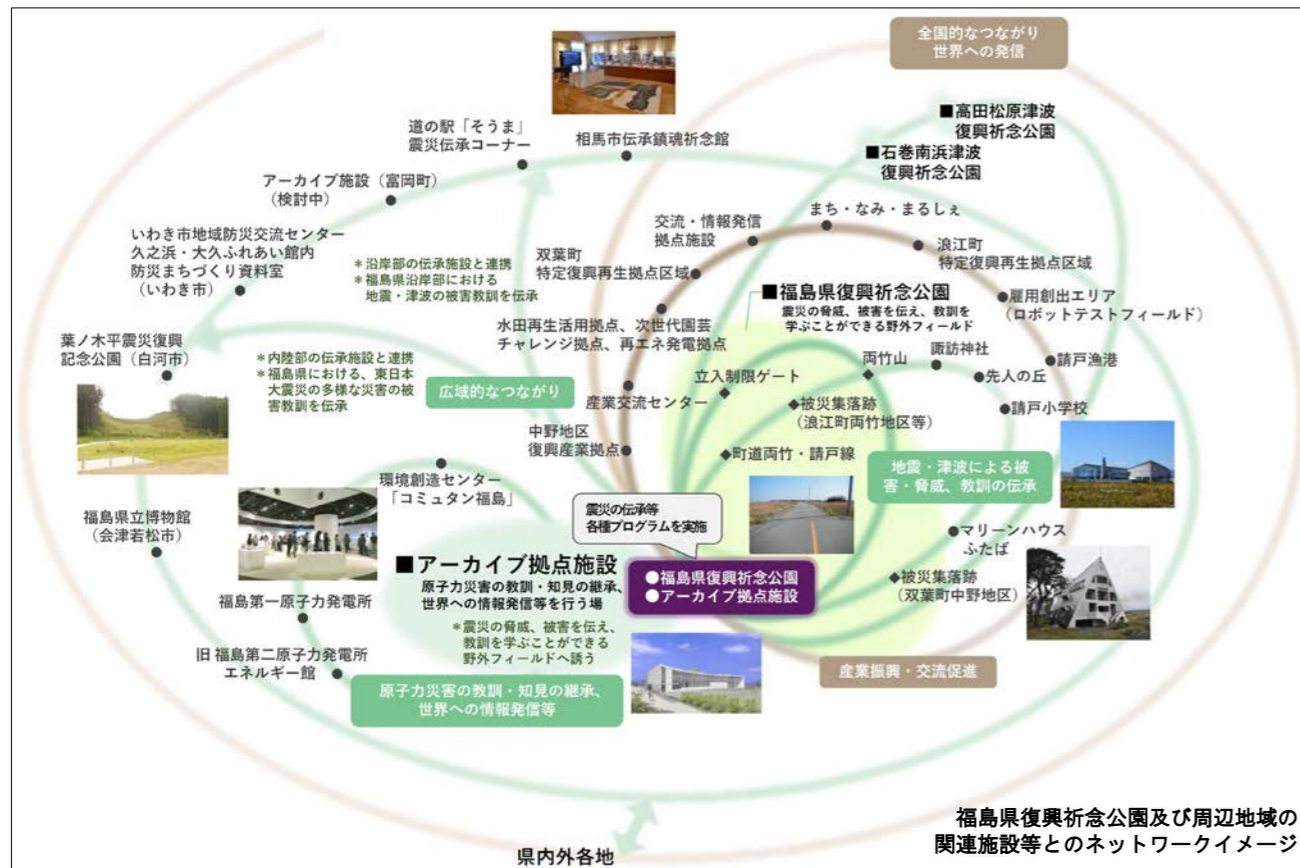 全国的なつながり
世界への発信
■高田松原津波
復興祈念公園
■石巻南浜津波
復興祈念公園
道の駅「そうま」
震災伝承コーナー
相馬市伝承鎮魂祈念館
アーカイブ施設（富岡町）
（検討中）
いわき市地域防災交流センター
久之浜・大久ふれあい館内
防災まちづくり資料室
（いわき市）
葉ノ木平震災復興
記念公園（白河市）
＊沿岸部の伝承施設と連携
＊福島県沿岸部における
地震・津波の被害教訓を伝承
＊内陸部の伝承施設と連携
＊福島県における、東日本
大震災の多様な災害の被
害教訓を伝承
広域的なつながり
まち・なみ・まるしぇ
交流・情報発信
拠点施設
双葉町
特定復興再生拠点区域
浪江町
特定復興再生拠点区域
■福島県復興祈念公園
震災の脅威、被害を伝え、教訓を
学ぶことができる野外フィールド
雇用創出エリア
（ロボットテストフィールド）
水田再生活用拠点、次世代園芸
チャレンジ拠点、再エネ発電拠点
両竹山
諏訪神社
請戸漁港
先人の丘
立入制限ゲート
産業交流センター
被災集落跡
（浪江町両竹地区等）
請戸小学校
中野地区
復興産業拠点
町道両竹・請戸線
地震・津波による被
害・脅威、教訓の伝承
環境創造センター
「コミュタン福島」
福島県立博物館
（会津若松市）
震災の伝承等
各種プログラムを実施
マリーンハウス
ふたば
■アーカイブ拠点施設
原子力災害の教訓・知見の継承、
世界への情報発信等を行う場
●福島県復興祈念公園
●アーカイブ拠点施設
被災集落跡
（双葉町中野地区）
福島第一原子力発電所
＊震災の脅威、被害を伝え、
教訓を学ぶことができる
野外フィールドへ誘う
旧 福島第二原子力発電所
エネルギー館
産業振興・交流促進
原子力災害の教訓・知見の継承、
世界への情報発信等
県内外各地
福島県復興祈念公園及び周辺地域の
関連施設等とのネットワークイメージ